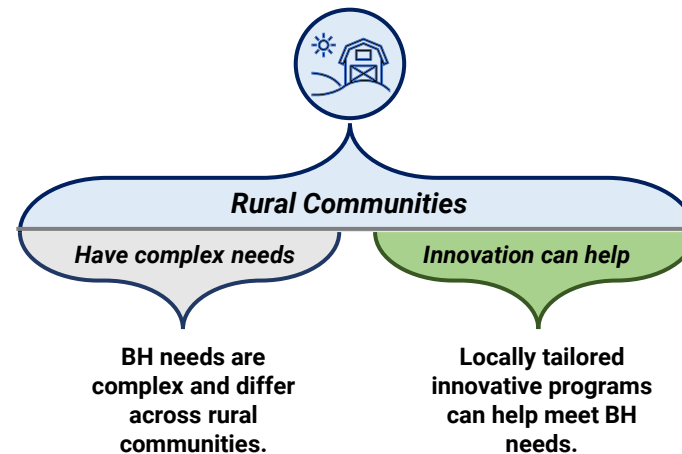 Rural Communities
Have complex needs
Innovation can help
BH needs are
complex and differ
across rural
communities.
Locally tailored
innovative programs
can help meet BH
needs.